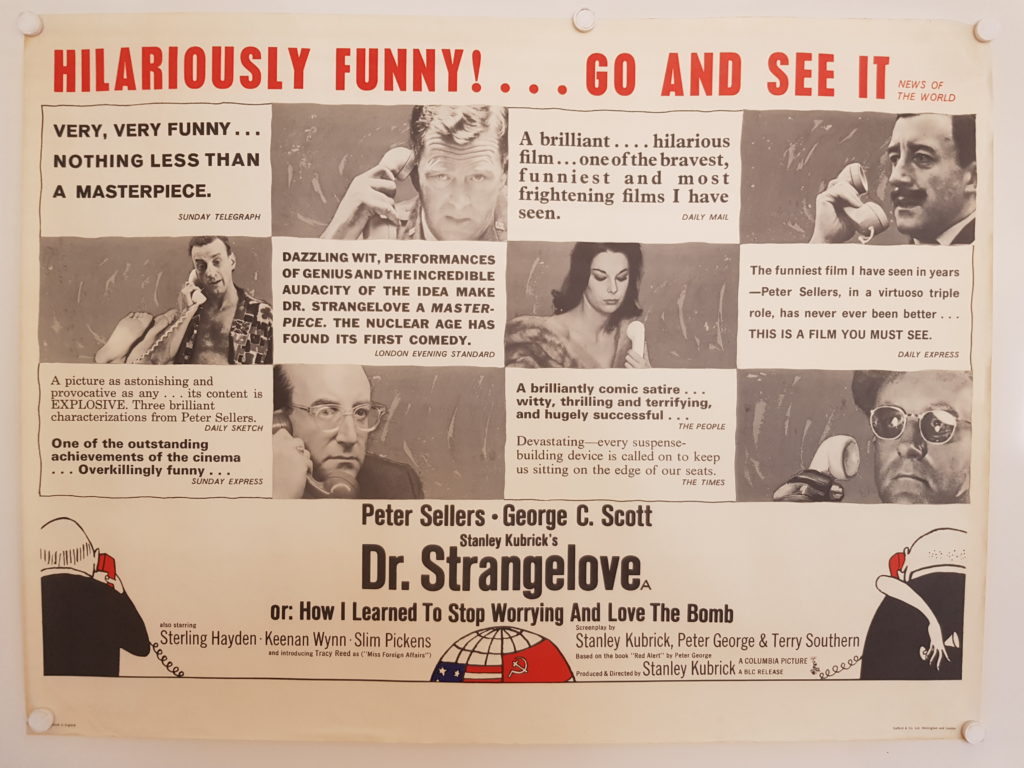 HILARIOUSLY FUNNY! . . . GO AND SEE IT
NEWS OF
THE WORLD
VERY, VERY FUNNY . . .
NOTHING LESS THAN
A MASTERPIECE.
SUNDAY TELEGRAPH
A brilliant . . . . hilarious
film . . . one of the bravest,
funniest and most
frightening films I have
seen.
DAILY MAIL
DAZZLING WIT, PERFORMANCES
OF GENIUS AND THE INCREDIBLE
AUDACITY OF THE IDEA MAKE
DR. STRANGELOVE A MASTER-
PIECE. THE NUCLEAR AGE HAS
FOUND ITS FIRST COMEDY.
LONDON EVENING STANDARD
The funniest film I have seen in years
—Peter Sellers, in a virtuoso triple
role, has never ever been better . . .
THIS IS A FILM YOU MUST SEE.
DAILY EXPRESS
A picture as astonishing and
provocative as any . . . its content is
EXPLOSIVE. Three brilliant
characterizations from Peter Sellers.
DAILY SKETCH
One of the outstanding
achievements of the cinema
. . . Overkillingly funny . . .
SUNDAY EXPRESS
A brilliantly comic satire . . .
witty, thrilling and terrifying,
and hugely successful . . .
THE PEOPLE
Devastating—every suspense-
building device is called on to keep
us sitting on the edge of our seats.
THE TIMES
Peter Sellers · George C. Scott
Stanley Kubrick's
Dr. Strangelove A
or: How I Learned To Stop Worrying And Love The Bomb
also starring
Sterling Hayden · Keenan Wynn · Slim Pickens
and introducing Tracy Reed as ("Miss Foreign Affairs")
Screenplay by
Stanley Kubrick, Peter George & Terry Southern
Based on the book "Red Alert" by Peter George
Produced & Directed by Stanley Kubrick
A COLUMBIA PICTURE
A BLC RELEASE